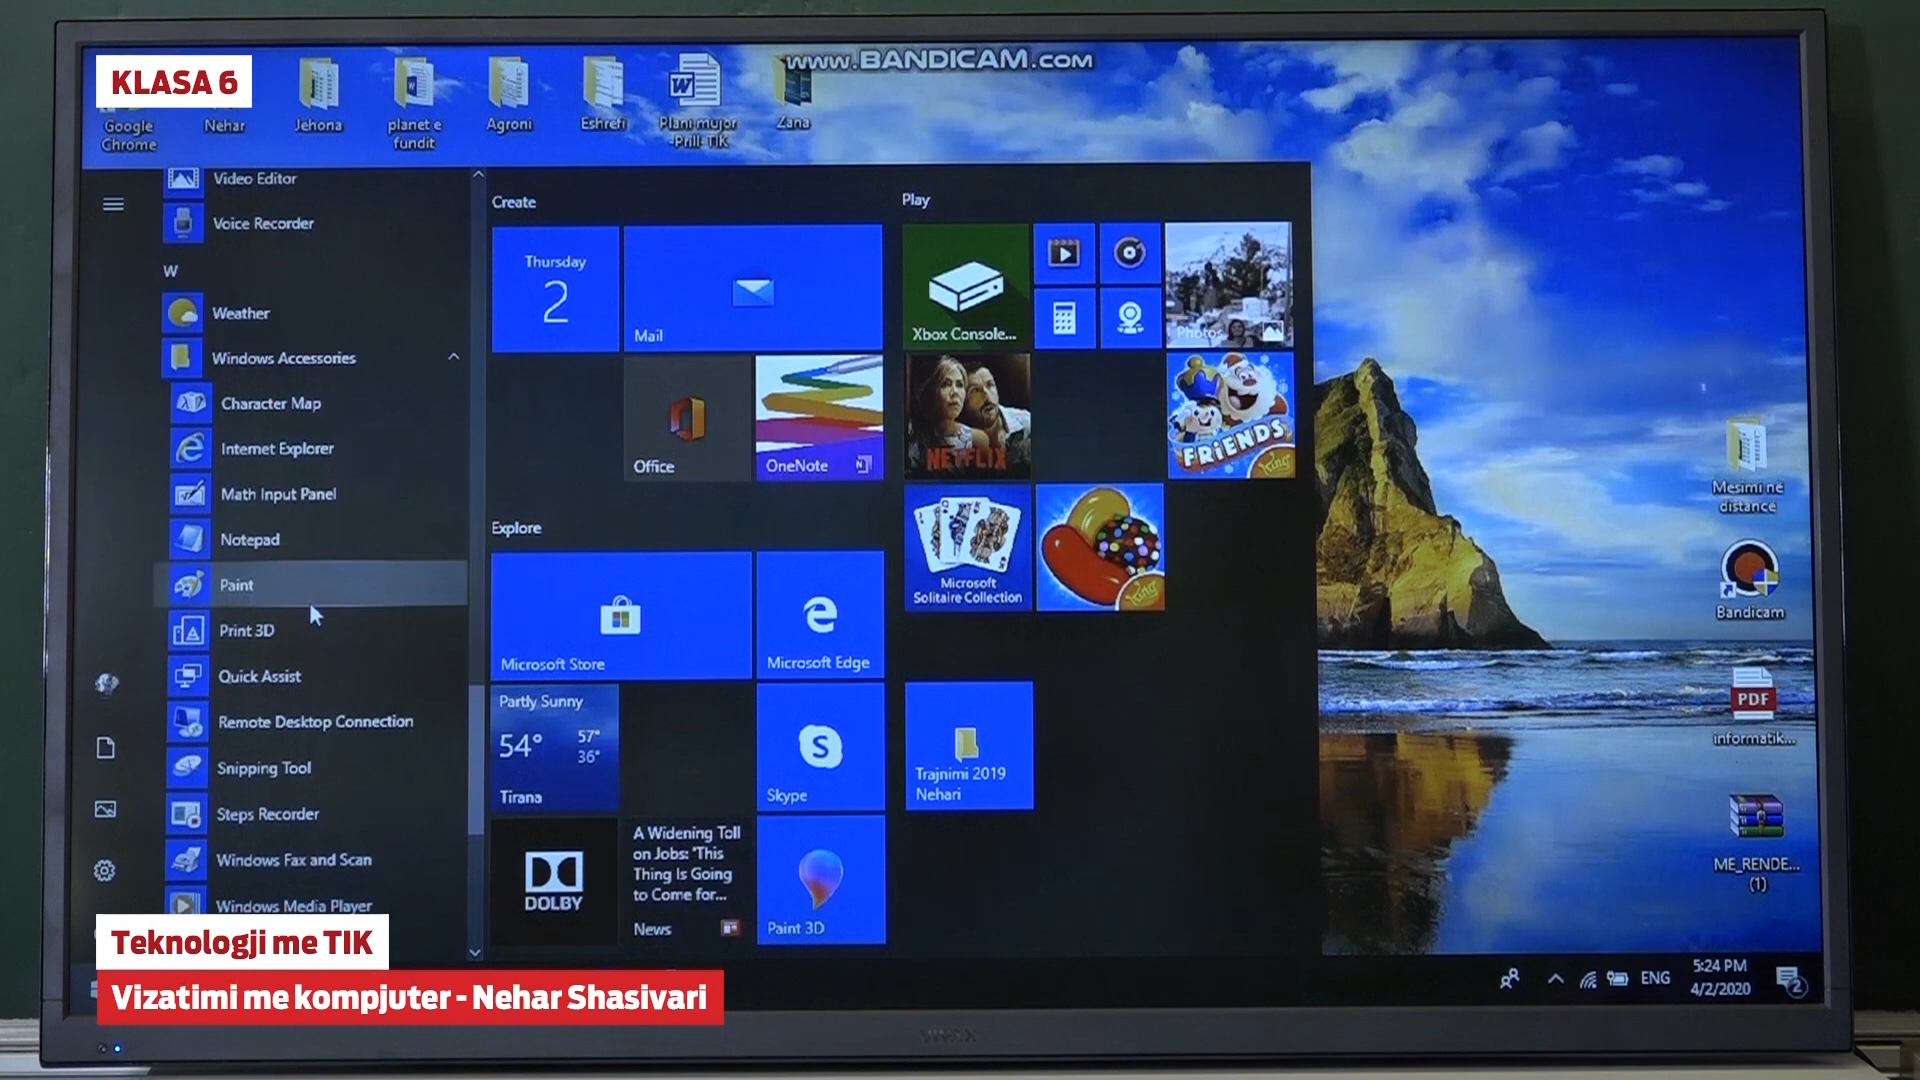 www.BANDICAM.com
KLASA 6
Google
Chrome
Nehar
Jehona
planet e
fundit
Agroni
Eshrefi
Plani mujor
-Prill-TIK
Zana
Video Editor
Voice Recorder
W
Weather
Windows Accessories
Character Map
Internet Explorer
Math Input Panel
Notepad
Paint
Print 3D
Quick Assist
Remote Desktop Connection
Snipping Tool
Steps Recorder
Windows Fax and Scan
Windows Media Player
Create
Thursday
2
Mail
Office
OneNote
Explore
Microsoft Store
Microsoft Edge
Partly Sunny
54°
57°
36°
Tirana
Skype
DOLBY
A Widening Toll
on Jobs: 'This
Thing Is Going
to Come for...
News
Paint 3D
Play
Xbox Console...
Photos
NETFLIX
FRIENDS
King
Microsoft
Solitaire Collection
King
Trajnimi 2019
Nehari
Mesimi në
distancë
Bandicam
PDF
informatik...
ME_RENDE...
(1)
ENG
5:24 PM
4/2/2020
2
Teknologji me TIK
Vizatimi me kompjuter - Nehar Shasivari